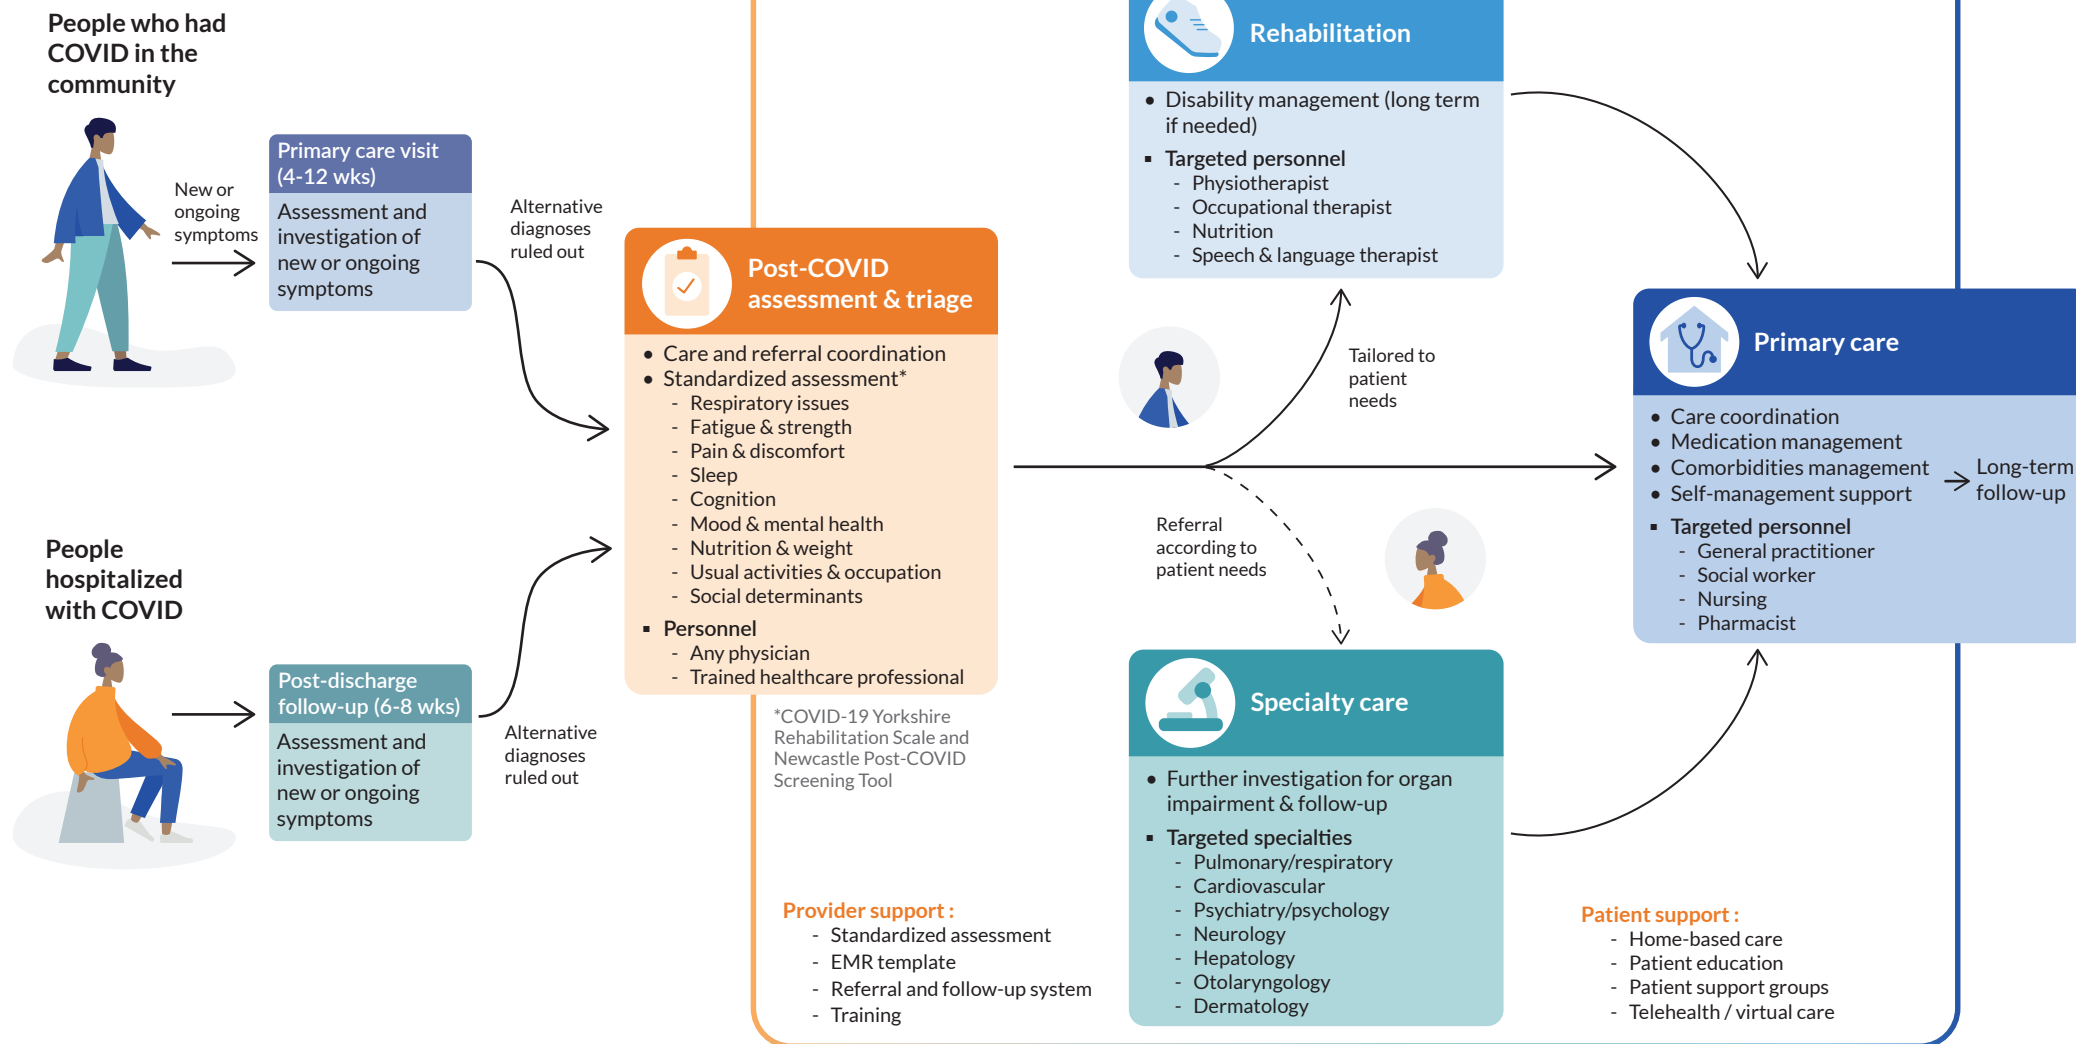 People who had
COVID in the
community
New or
ongoing
symptoms
Primary care visit
(4-12 wks)
Assessment and
investigation of
new or ongoing
symptoms
Alternative
diagnoses
ruled out
People
hospitalized
with COVID
Post-discharge
follow-up (6-8 wks)
Assessment and
investigation of
new or ongoing
symptoms
Alternative
diagnoses
ruled out
Post-COVID
assessment & triage
● Care and referral coordination
● Standardized assessment*
- Respiratory issues
- Fatigue & strength
- Pain & discomfort
- Sleep
- Cognition
- Mood & mental health
- Nutrition & weight
- Usual activities & occupation
- Social determinants
▪ Personnel
- Any physician
- Trained healthcare professional
*COVID-19 Yorkshire
Rehabilitation Scale and
Newcastle Post-COVID
Screening Tool
Provider support :
- Standardized assessment
- EMR template
- Referral and follow-up system
- Training
Rehabilitation
● Disability management (long term
if needed)
▪ Targeted personnel
- Physiotherapist
- Occupational therapist
- Nutrition
- Speech & language therapist
Tailored to
patient
needs
Referral
according to
patient needs
Specialty care
● Further investigation for organ
impairment & follow-up
▪ Targeted specialties
- Pulmonary/respiratory
- Cardiovascular
- Psychiatry/psychology
- Neurology
- Hepatology
- Otolaryngology
- Dermatology
Primary care
● Care coordination
● Medication management
● Comorbidities management
● Self-management support
Long-term
follow-up
▪ Targeted personnel
- General practitioner
- Social worker
- Nursing
- Pharmacist
Patient support :
- Home-based care
- Patient education
- Patient support groups
- Telehealth / virtual care